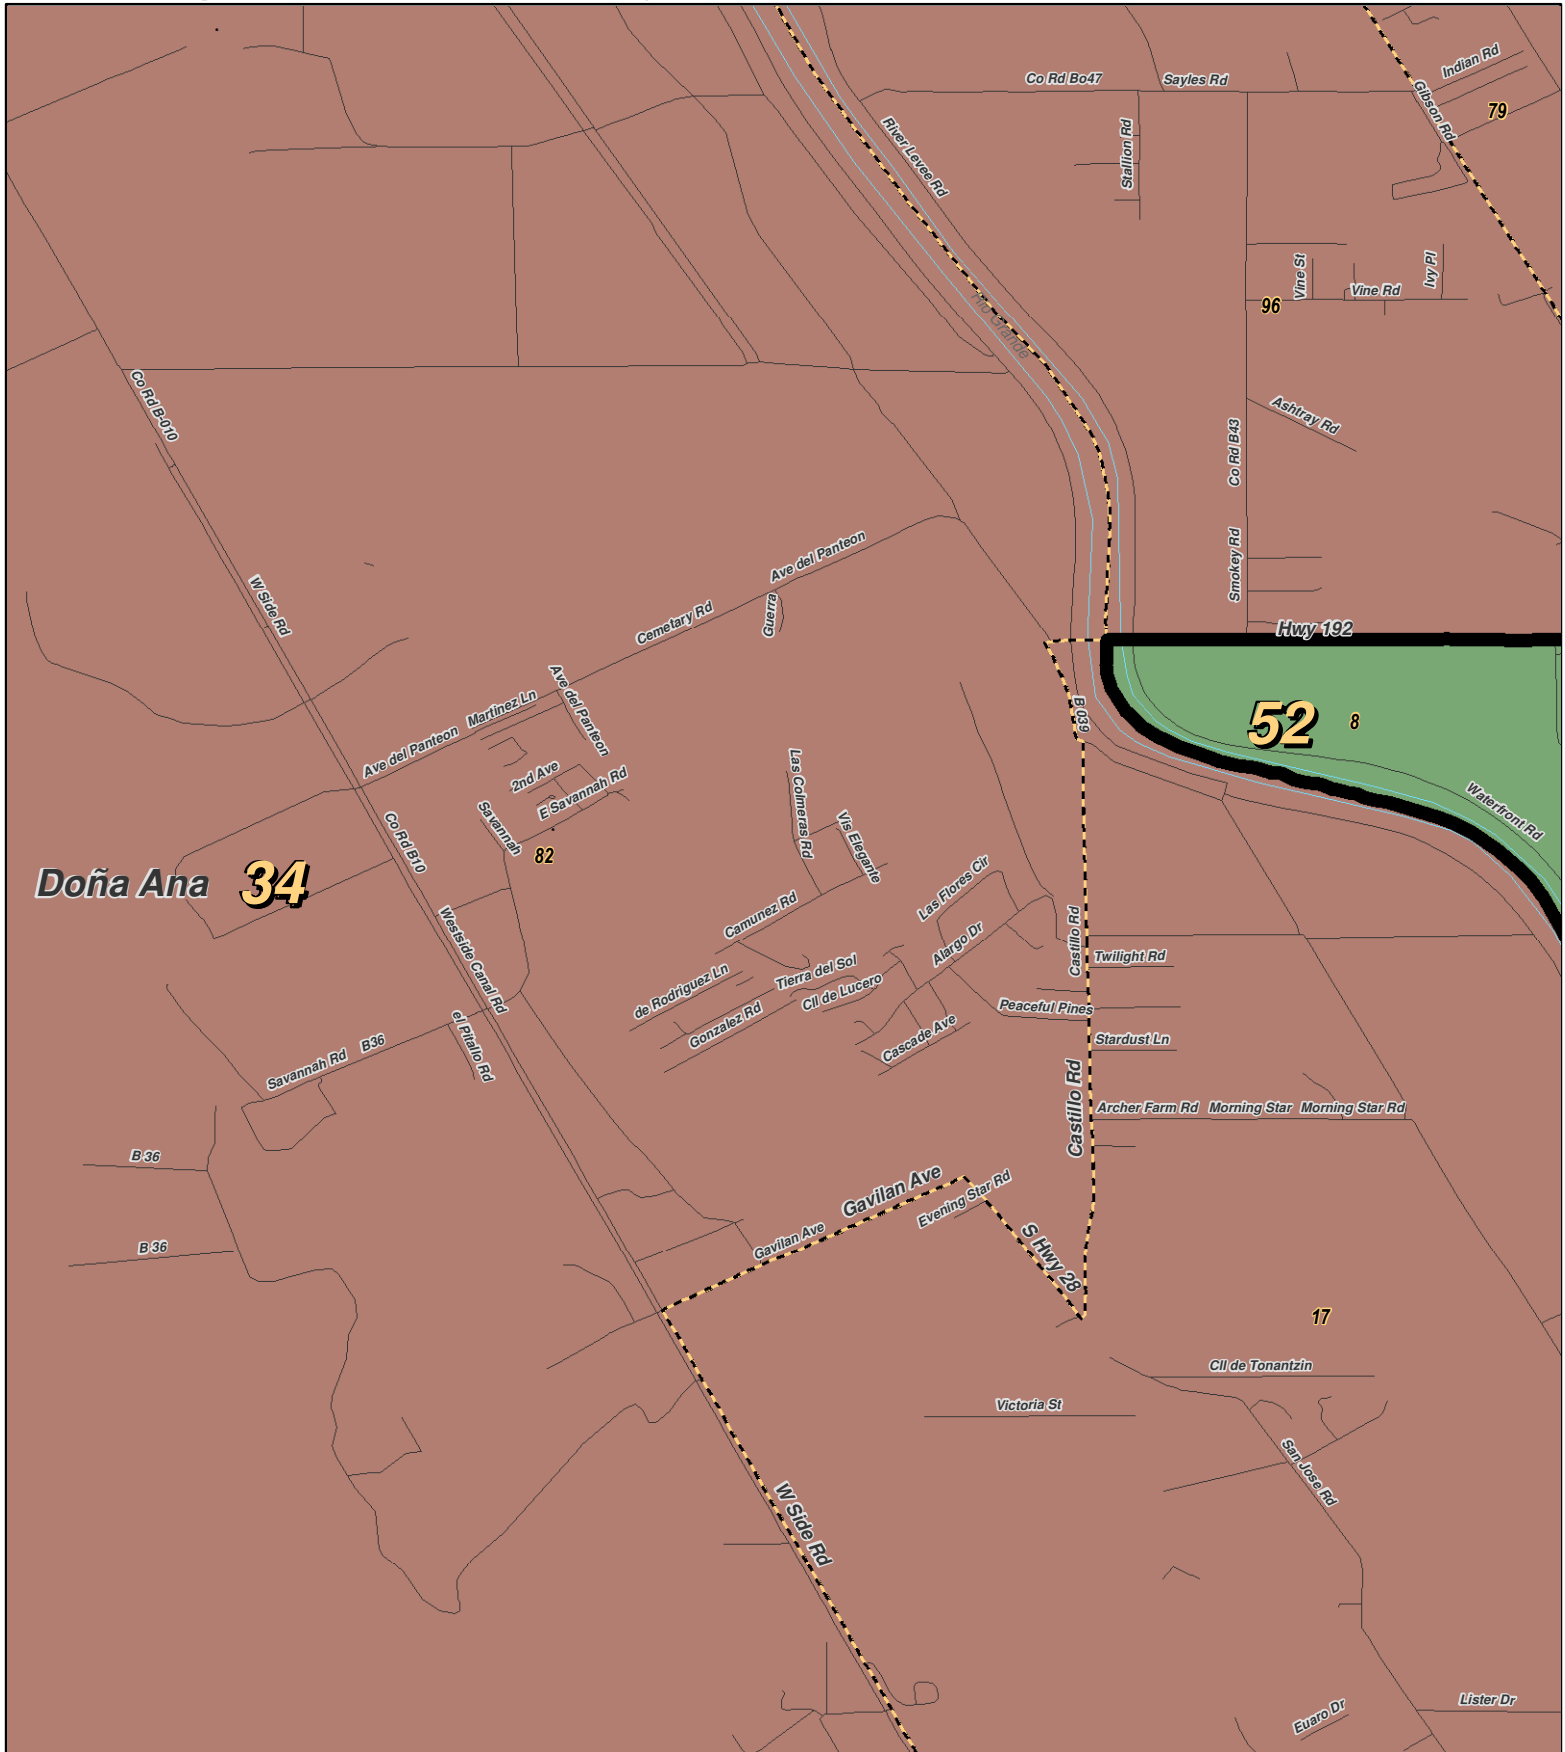 Indian Rd
Co Rd Bo47
Sayles Rd
Gibson Rd
79
River Levee Rd
Stallion Rd
Vine St
Ivy Pl
Vine Rd
96
Rio Grande
Co Rd B-010
Ashtray Rd
Co Rd B43
Smokey Rd
Ave del Panteon
W Side Rd
Cemetary Rd
Guerra
Hwy 192
Ave del Panteon
Martinez Ln
Ave del Panteon
B 039
52
8
2nd Ave
E Savannah Rd
Savannah
Las Colmeras Rd
Vis Elegante
Waterfront Rd
Co Rd B10
82
Doña Ana
34
Las Flores Cir
Camunez Rd
Alargo Dr
Castillo Rd
Westside Canal Rd
Twilight Rd
Tierra del Sol
de Rodriguez Ln
Cll de Lucero
Gonzalez Rd
Peaceful Pines
Cascade Ave
Stardust Ln
el Pitallo Rd
B36
Savannah Rd
Castillo Rd
Archer Farm Rd
Morning Star
Morning Star Rd
B 36
Gavilan Ave
Evening Star Rd
Gavilan Ave
B 36
S Hwy 28
17
Cll de Tonantzin
Victoria St
San Jose Rd
W Side Rd
Lister Dr
Euaro Dr